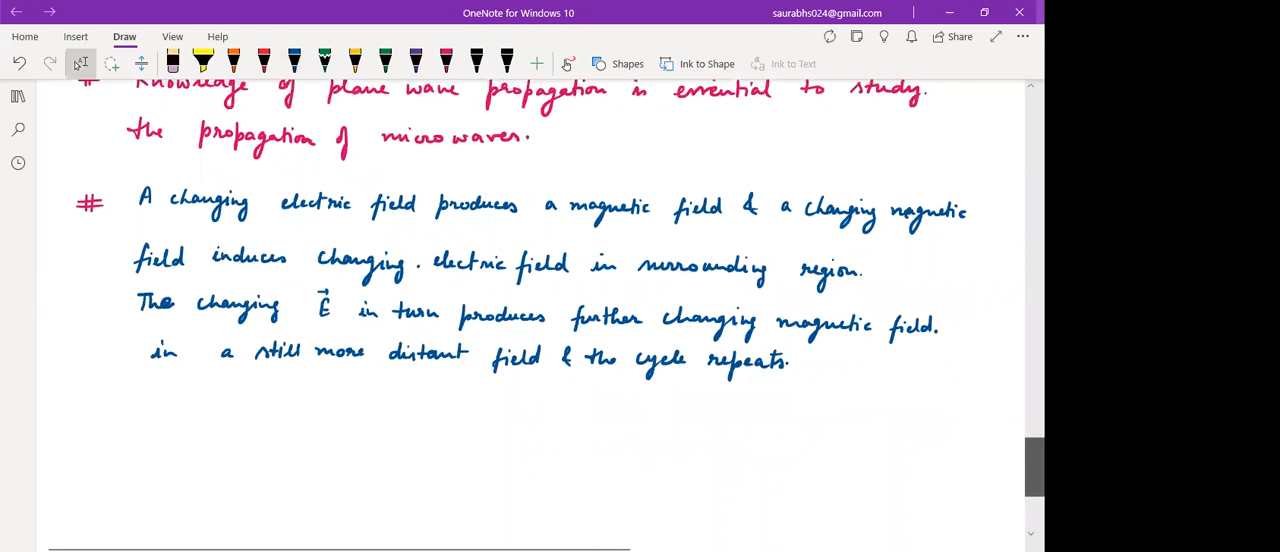 OneNote for Windows 10
saurabhs024@gmail.com
Home Insert Draw View Help
Share
Shapes Ink to Shape Ink to Text
# Knowledge of plane wave propagation is essential to study.
the propagation of microwaves.
# A changing electric field produces a magnetic field & a changing magnetic
field induces changing. electric field in surrounding region.
The changing E⃗ in turn produces further changing magnetic field.
in a still more distant field & the cycle repeats.